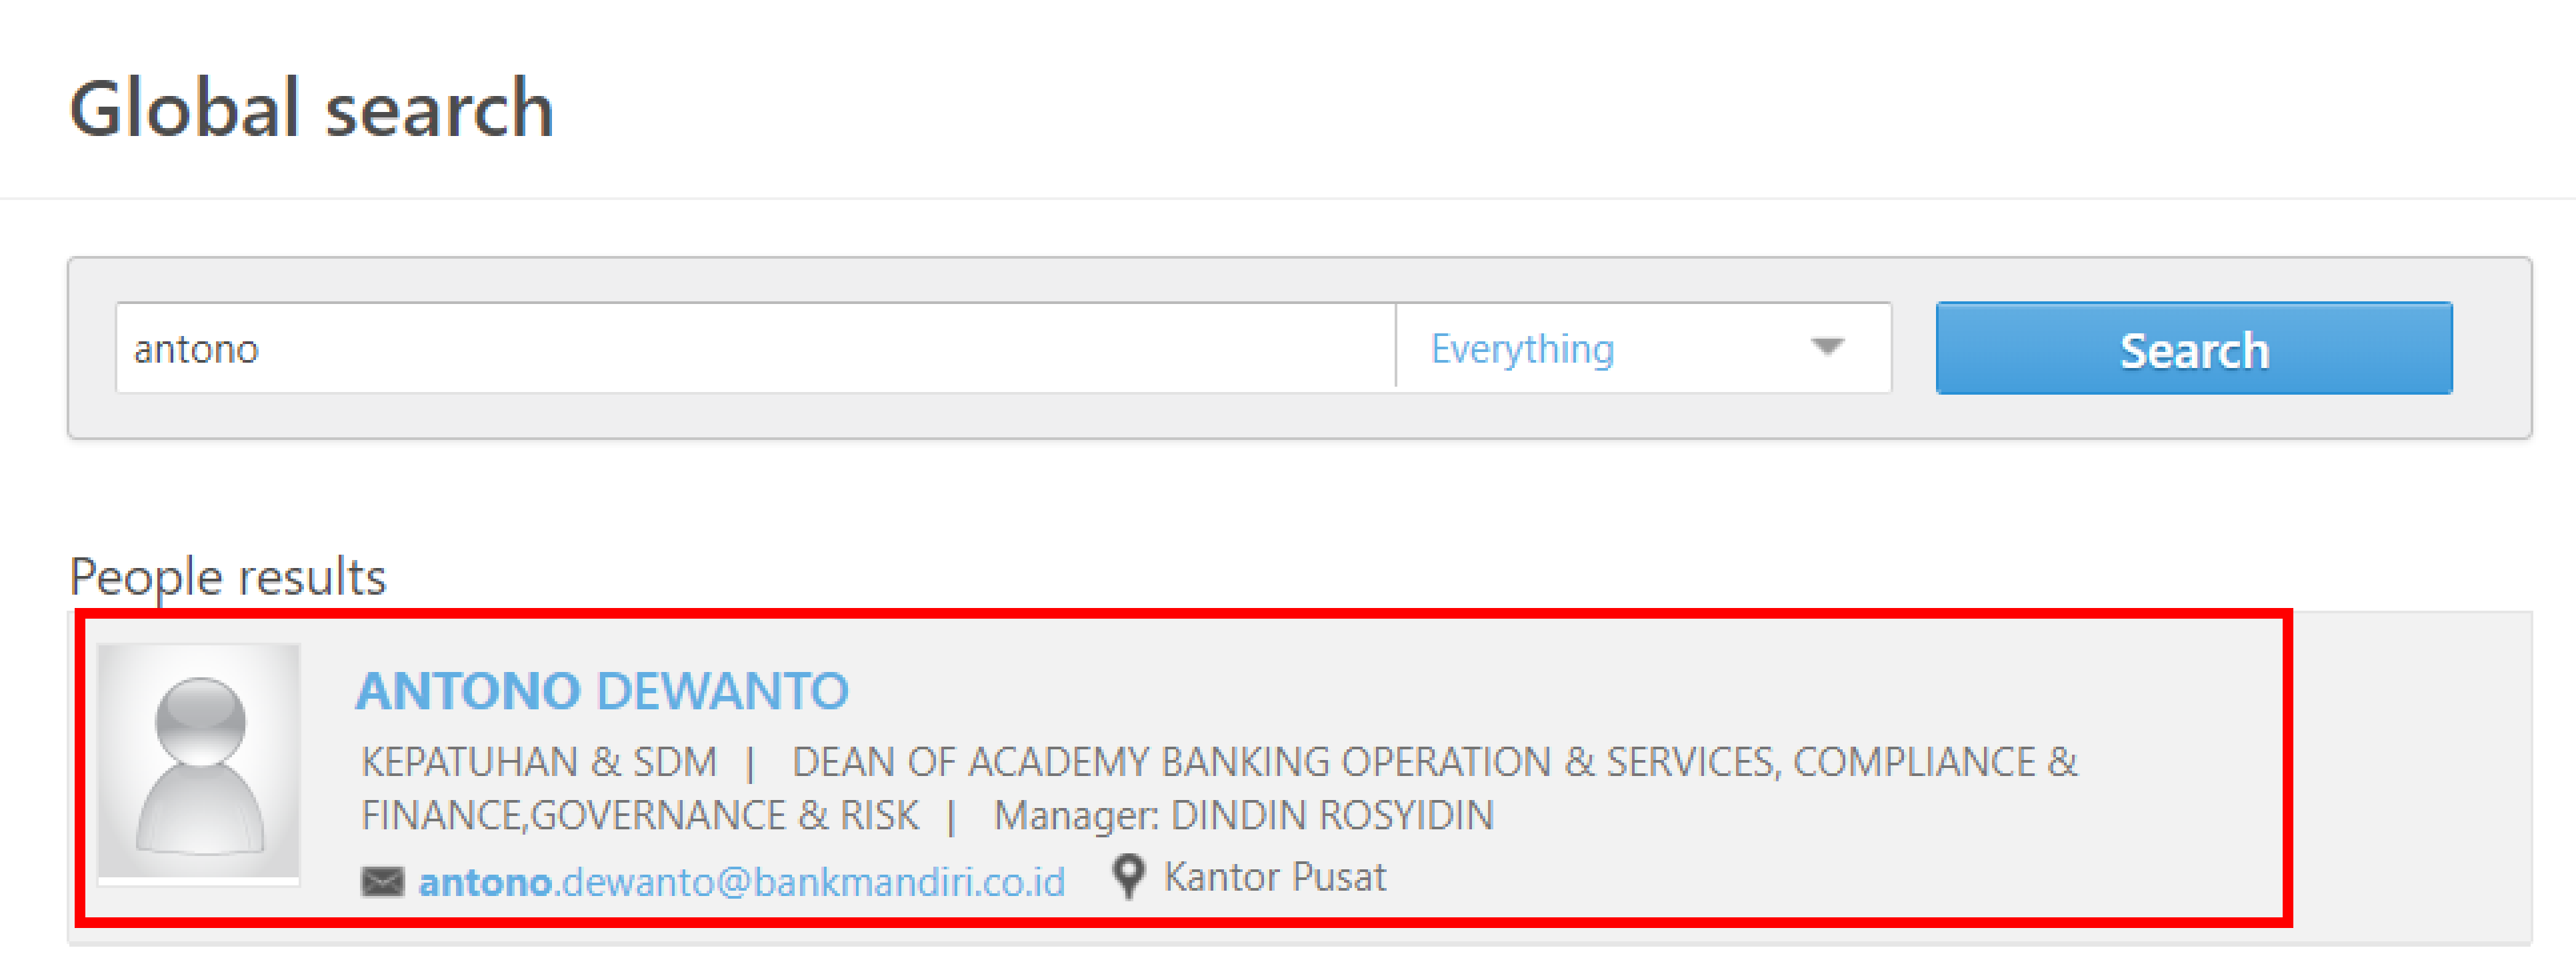 Global search
antono
Everything
Search
People results
ANTONO DEWANTO
KEPATUHAN & SDM | DEAN OF ACADEMY BANKING OPERATION & SERVICES, COMPLIANCE &
FINANCE,GOVERNANCE & RISK | Manager: DINDIN ROSYIDIN
antono.dewanto@bankmandiri.co.id Kantor Pusat